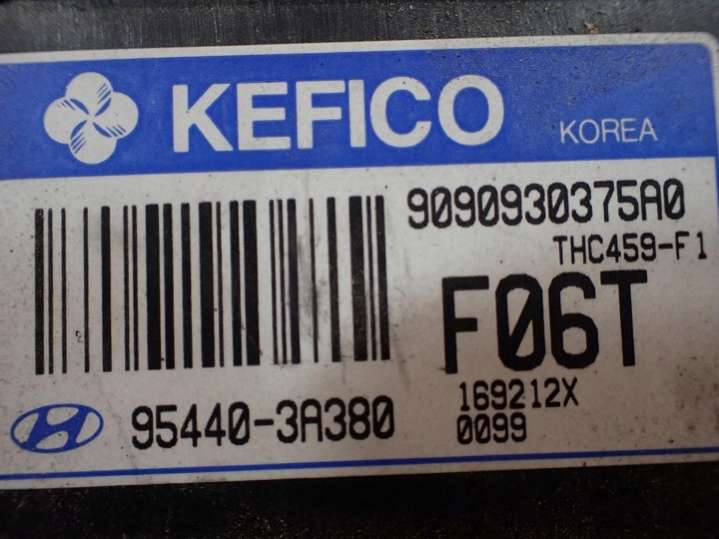 KEFICO KOREA
9090930375A0
THC459-F1
F06T
95440-3A380
169212X
0099